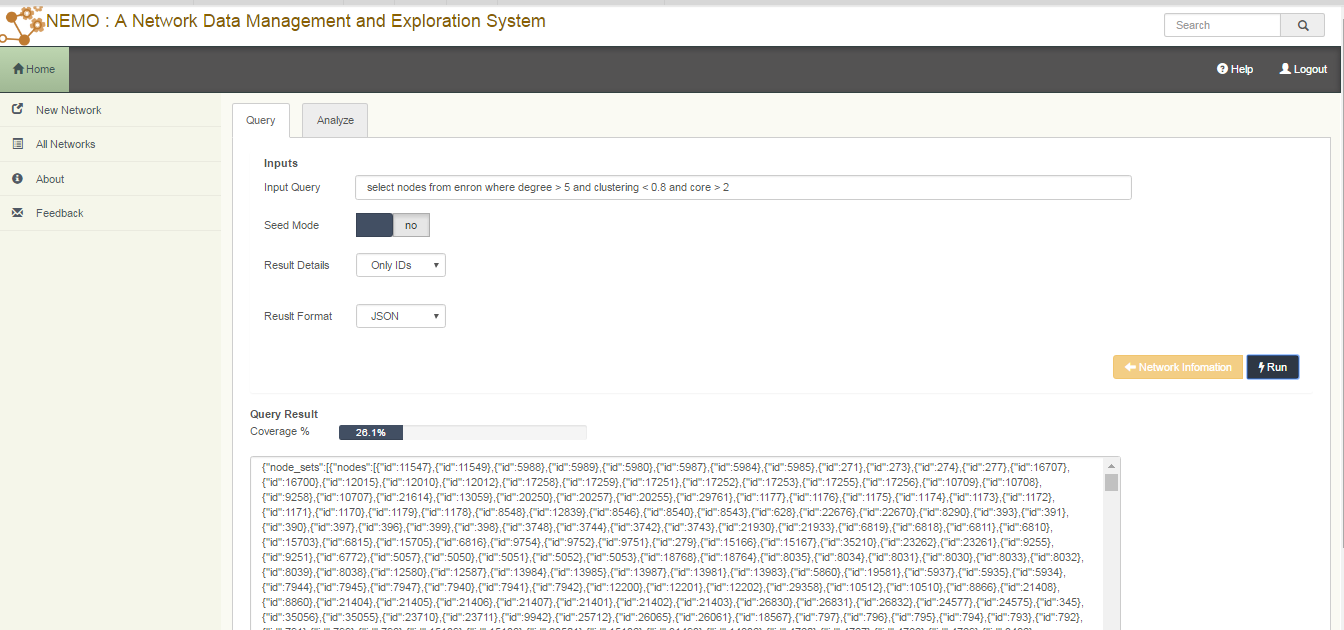 NEMO : A Network Data Management and Exploration System
Search
Home
Help
Logout
New Network
All Networks
About
Feedback
Query
Analyze
Inputs
Input Query
select nodes from enron where degree > 5 and clustering < 0.8 and core > 2
Seed Mode
no
Result Details
Only IDs
Reuslt Format
JSON
Network Infomation
Run
Query Result
Coverage %
26.1%
{"node_sets":[{"nodes":[{"id":11547},{"id":11549},{"id":5988},{"id":5989},{"id":5980},{"id":5987},{"id":5984},{"id":5985},{"id":271},{"id":273},{"id":274},{"id":277},{"id":16707},
{"id":16700},{"id":12015},{"id":12010},{"id":12012},{"id":17258},{"id":17259},{"id":17251},{"id":17252},{"id":17253},{"id":17255},{"id":17256},{"id":10709},{"id":10708},
{"id":9258},{"id":10707},{"id":21614},{"id":13059},{"id":20250},{"id":20257},{"id":20255},{"id":29761},{"id":1177},{"id":1176},{"id":1175},{"id":1174},{"id":1173},{"id":1172},
{"id":1171},{"id":1170},{"id":1179},{"id":1178},{"id":8548},{"id":12839},{"id":8546},{"id":8540},{"id":8543},{"id":628},{"id":22676},{"id":22670},{"id":8290},{"id":393},{"id":391},
{"id":390},{"id":397},{"id":396},{"id":399},{"id":398},{"id":3748},{"id":3744},{"id":3742},{"id":3743},{"id":21930},{"id":21933},{"id":6819},{"id":6818},{"id":6811},{"id":6810},
{"id":15703},{"id":6815},{"id":15705},{"id":6816},{"id":9754},{"id":9752},{"id":9751},{"id":279},{"id":15166},{"id":15167},{"id":35210},{"id":23262},{"id":23261},{"id":9255},
{"id":9251},{"id":6772},{"id":5057},{"id":5050},{"id":5051},{"id":5052},{"id":5053},{"id":18768},{"id":18764},{"id":8035},{"id":8034},{"id":8031},{"id":8030},{"id":8033},{"id":8032},
{"id":8039},{"id":8038},{"id":12580},{"id":12587},{"id":13984},{"id":13985},{"id":13987},{"id":13981},{"id":13983},{"id":5860},{"id":19581},{"id":5937},{"id":5935},{"id":5934},
{"id":7944},{"id":7945},{"id":7947},{"id":7940},{"id":7941},{"id":7942},{"id":12200},{"id":12201},{"id":12202},{"id":29358},{"id":10512},{"id":10510},{"id":8866},{"id":21408},
{"id":8860},{"id":21404},{"id":21405},{"id":21406},{"id":21407},{"id":21401},{"id":21402},{"id":21403},{"id":26830},{"id":26831},{"id":26832},{"id":24577},{"id":24575},{"id":345},
{"id":35056},{"id":35055},{"id":23710},{"id":23711},{"id":9942},{"id":25712},{"id":26065},{"id":26061},{"id":18567},{"id":797},{"id":796},{"id":795},{"id":794},{"id":793},{"id":792},